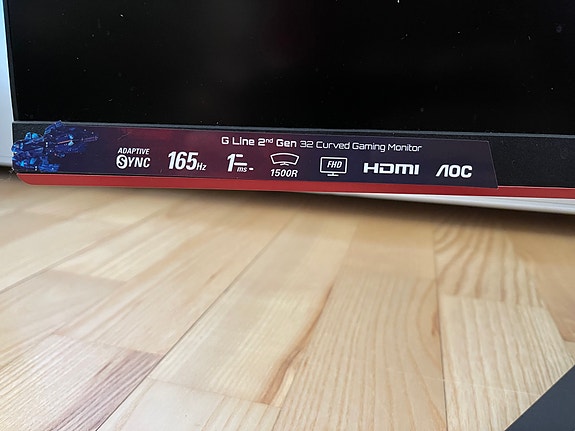 G Line 2nd Gen 32 Curved Gaming Monitor
ADAPTIVE
SYNC
165Hz
1ms
1500R
FHD
HDMI
AOC